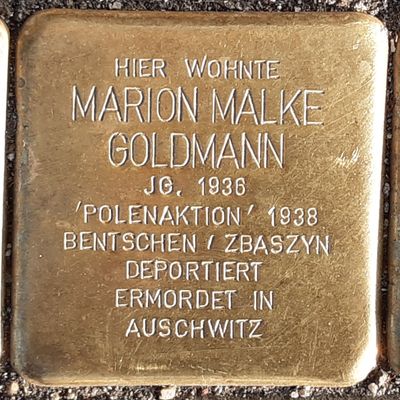 HIER WOHNTE
MARION MALKE
GOLDMANN
JG. 1936
'POLENAKTION' 1938
BENTSCHEN / ZBASZYN
DEPORTIERT
ERMORDET IN
AUSCHWITZ